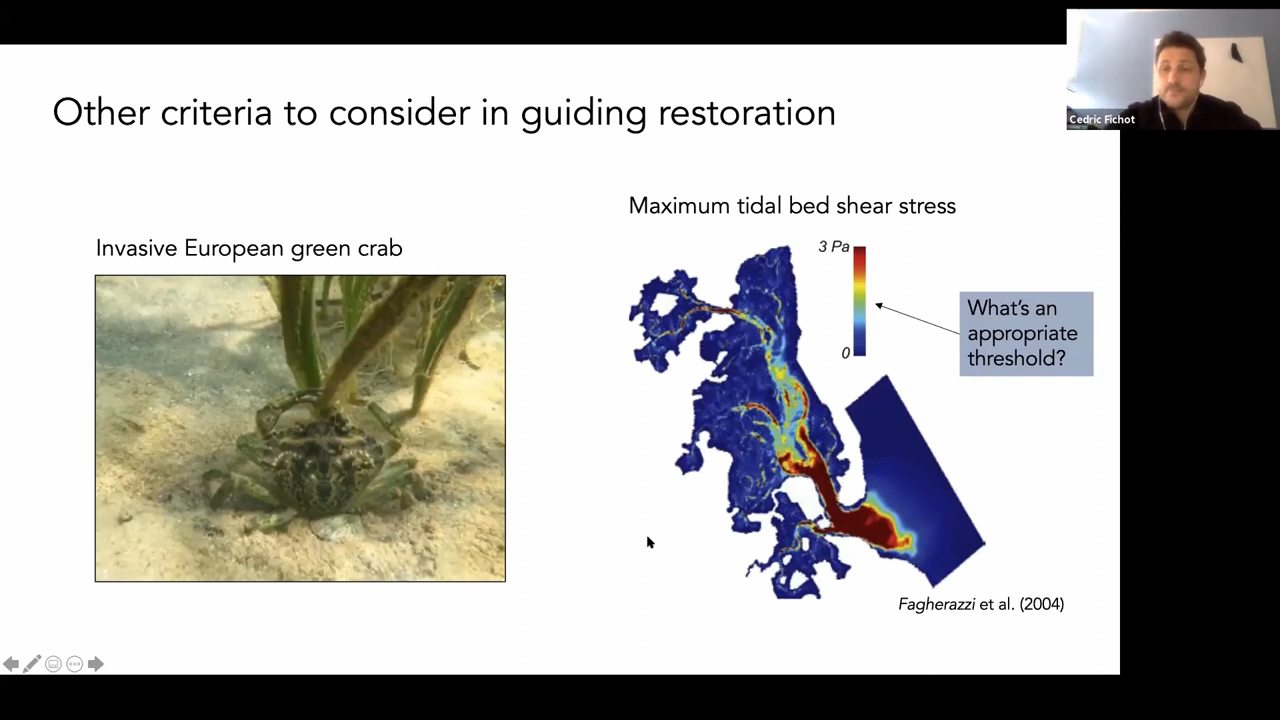 Cedric Fichot
Other criteria to consider in guiding restoration
Invasive European green crab
Maximum tidal bed shear stress
3 Pa
0
What's an
appropriate
threshold?
Fagherazzi et al. (2004)